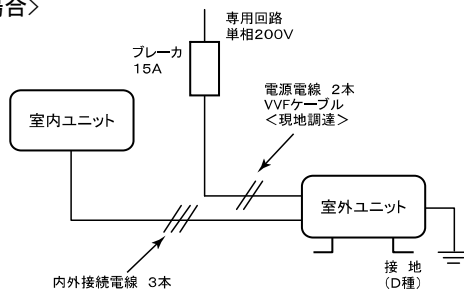 場合>
専用回路
単相200V
ブレーカ
15A
電源電線 2本
VVFケーブル
<現地調達>
室内ユニット
室外ユニット
内外接続電線 3本
接 地
(D種)